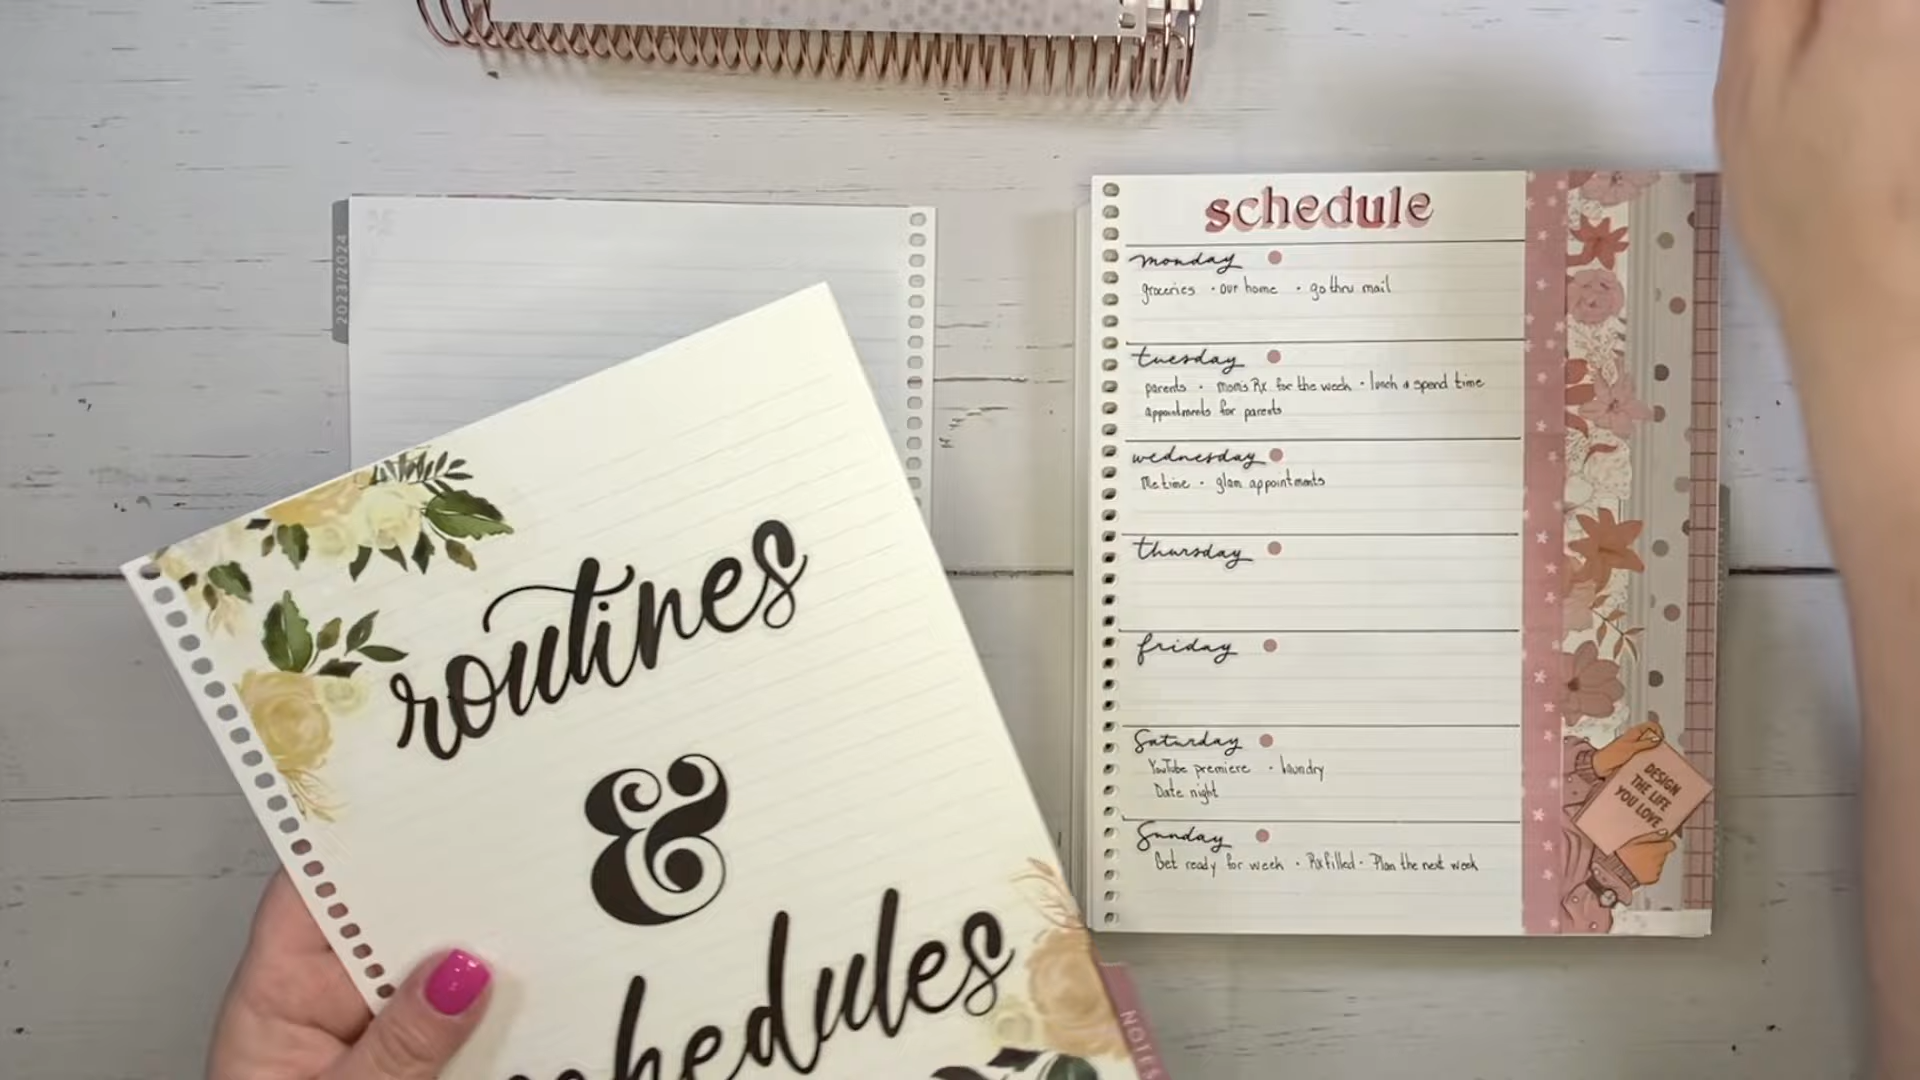 2023/2024
routines
&
schedules
NOTES
schedule
monday
groceries · our home · go thru mail
tuesday
parents · mom's Rx for the week · lunch & spend time
appointments for parents
wednesday
Me time · glam appointments
thursday
friday
Saturday
YouTube premiere · laundry
Date night
Sunday
Get ready for week · Rx filled · Plan the next week
DESIGN
THE LIFE
YOU LOVE